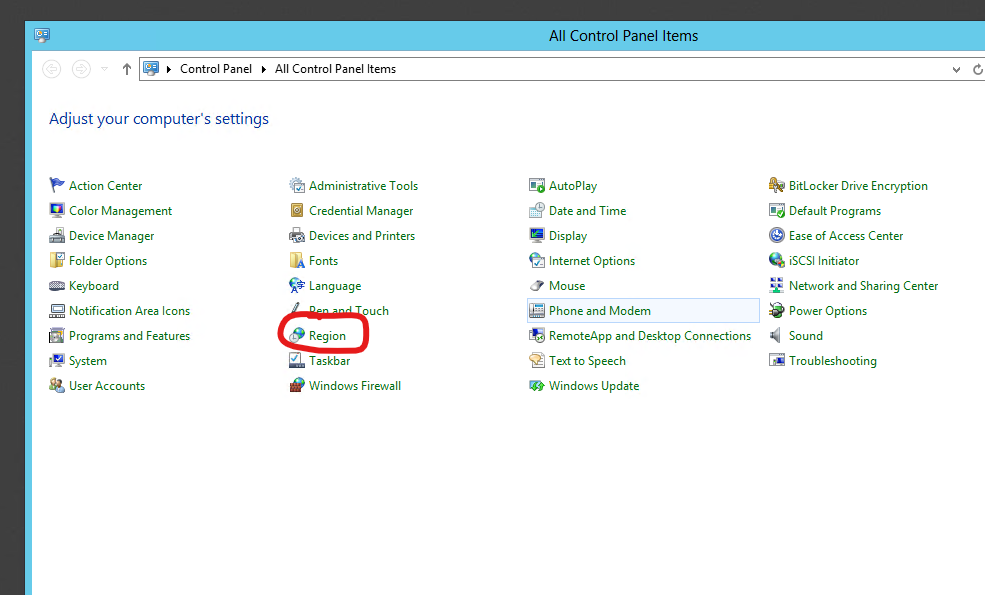 All Control Panel Items
Control Panel All Control Panel Items
Adjust your computer's settings
Action Center Administrative Tools AutoPlay BitLocker Drive Encryption
Color Management Credential Manager Date and Time Default Programs
Device Manager Devices and Printers Display Ease of Access Center
Folder Options Fonts Internet Options iSCSI Initiator
Keyboard Language Mouse Network and Sharing Center
Notification Area Icons Pen and Touch Phone and Modem Power Options
Programs and Features Region RemoteApp and Desktop Connections Sound
System Taskbar Text to Speech Troubleshooting
User Accounts Windows Firewall Windows Update